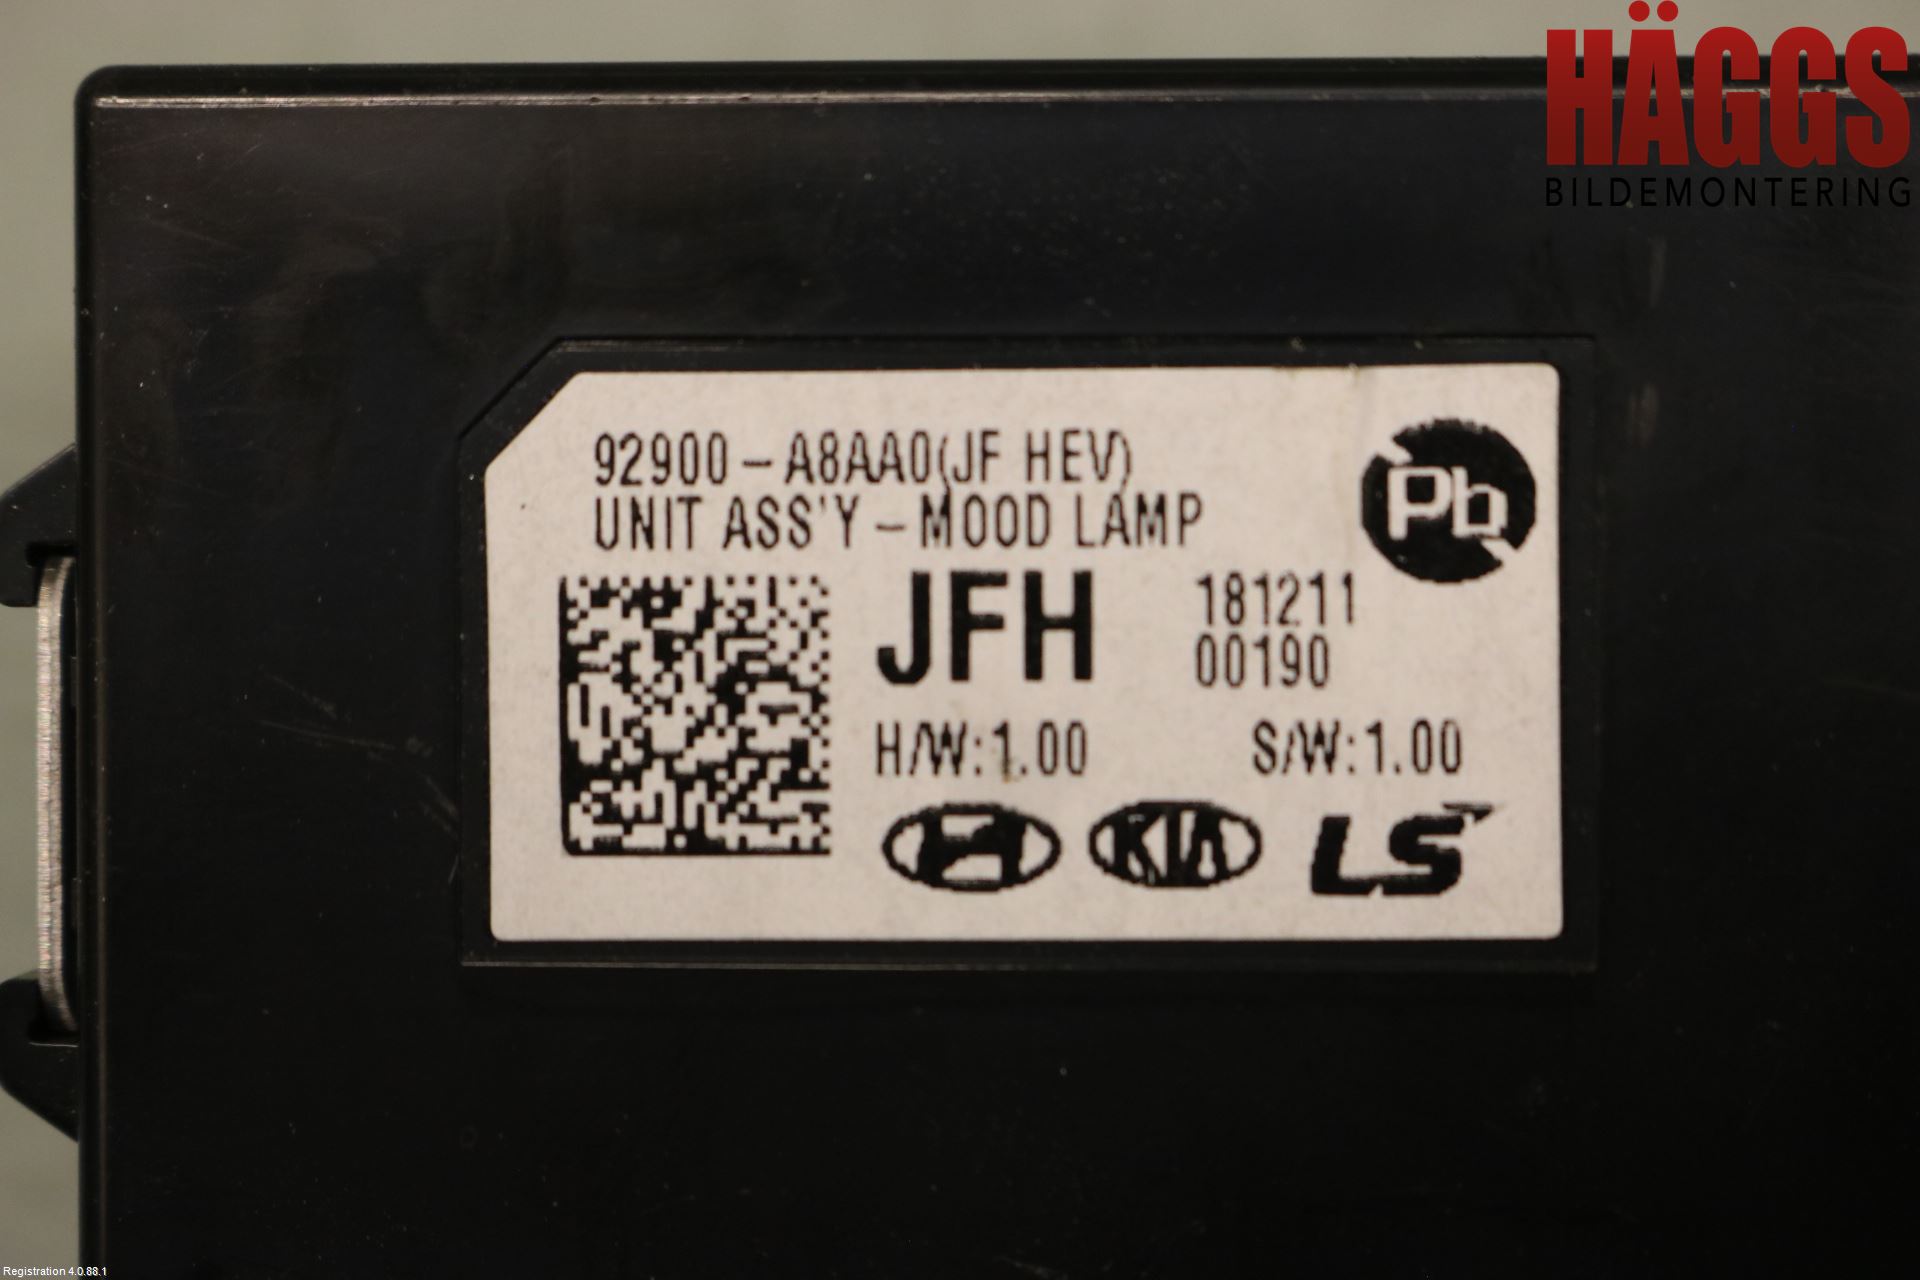 HÄGGS
BILDEMONTERING
92900-A8AA0(JF HEV)
UNIT ASS'Y-MOOD LAMP
Pb
JFH
181211
00190
H/W:1.00
S/W:1.00
KIA
LS
Registration 4.0.88.1